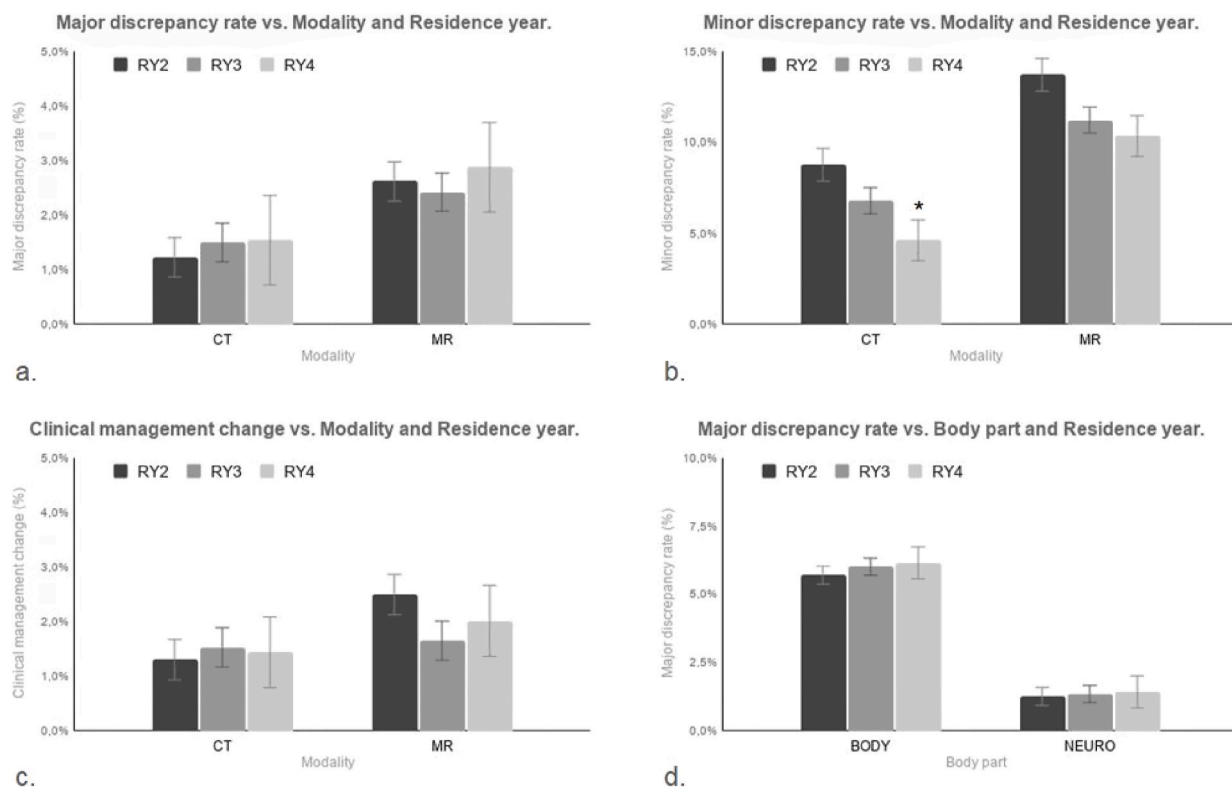 Major discrepancy rate vs. Modality and Residence year.
5,0%
RY2 RY3 RY4
4,0%
3,0%
2,0%
1,0%
0,0%
Major discrepancy rate (%)
CT MR
Modality
a.
Minor discrepancy rate vs. Modality and Residence year.
15,0%
RY2 RY3 RY4
10,0%
*
5,0%
0,0%
Minor discrepancy rate (%)
CT MR
Modality
b.
Clinical management change vs. Modality and Residence year.
5,0%
RY2 RY3 RY4
4,0%
3,0%
2,0%
1,0%
0,0%
Clinical management change (%)
CT MR
Modality
c.
Major discrepancy rate vs. Body part and Residence year.
10,0%
RY2 RY3 RY4
7,5%
5,0%
2,5%
0,0%
Major discrepancy rate (%)
BODY NEURO
Body part
d.